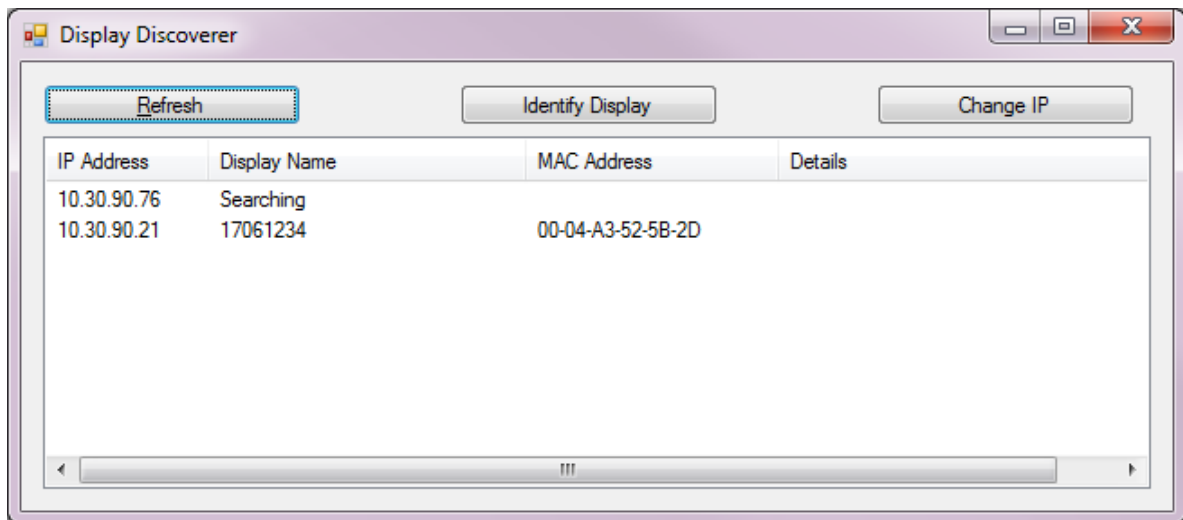 Display Discoverer
Refresh Identify Display Change IP
IP Address Display Name MAC Address Details
10.30.90.76 Searching
10.30.90.21 17061234 00-04-A3-52-5B-2D